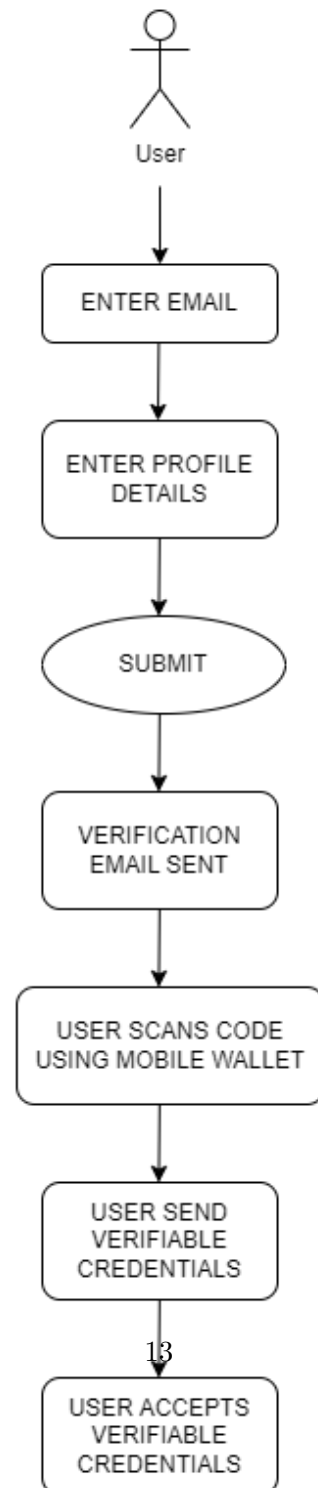 User
ENTER EMAIL
ENTER PROFILE
DETAILS
SUBMIT
VERIFICATION
EMAIL SENT
USER SCANS CODE
USING MOBILE WALLET
USER SEND
VERIFIABLE
CREDENTIALS
13
USER ACCEPTS
VERIFIABLE
CREDENTIALS